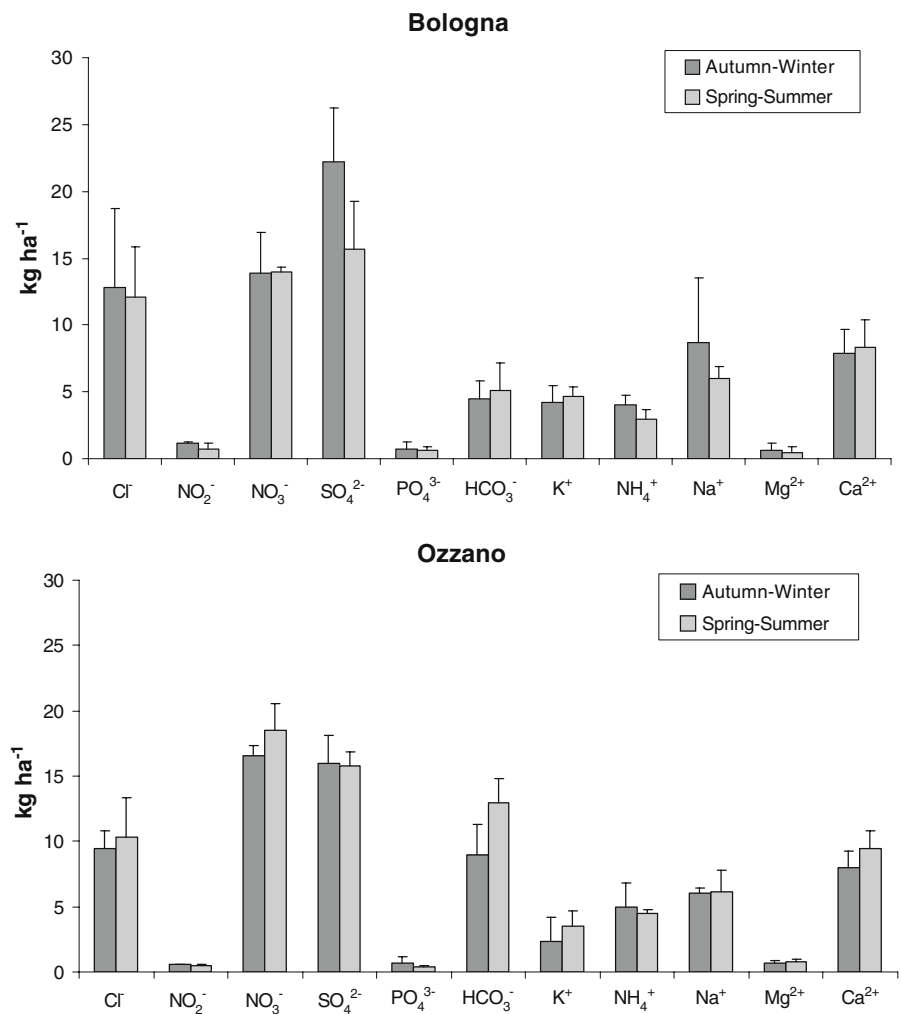 Bologna
30
25
20
15
10
5
0
kg ha⁻¹
Autumn-Winter
Spring-Summer
Cl⁻ NO₂⁻ NO₃⁻ SO₄²⁻ PO₄³⁻ HCO₃⁻ K⁺ NH₄⁺ Na⁺ Mg²⁺ Ca²⁺
Ozzano
30
25
20
15
10
5
0
kg ha⁻¹
Autumn-Winter
Spring-Summer
Cl⁻ NO₂⁻ NO₃⁻ SO₄²⁻ PO₄³⁻ HCO₃⁻ K⁺ NH₄⁺ Na⁺ Mg²⁺ Ca²⁺